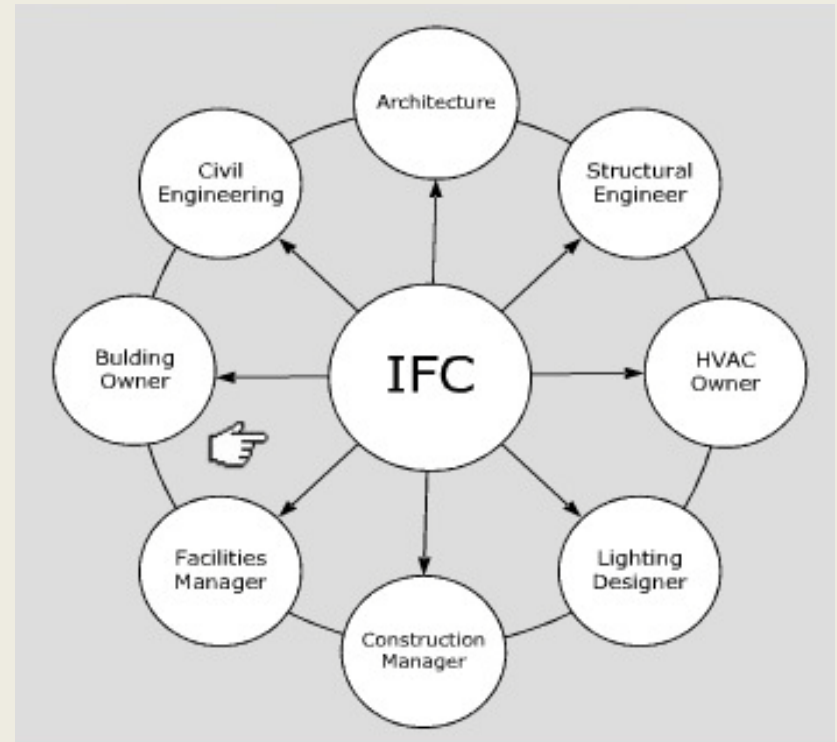 Architecture
Civil
Engineering
Structural
Engineer
Bulding
Owner
IFC
HVAC
Owner
Facilities
Manager
Lighting
Designer
Construction
Manager